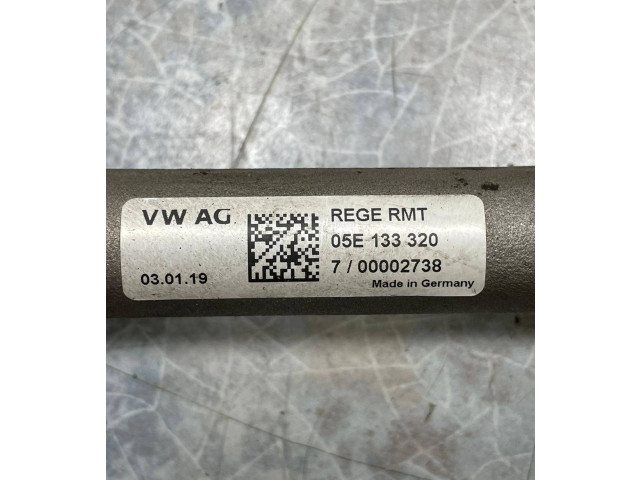 VW AG
03.01.19
REGE RMT
05E 133 320
7 / 00002738
Made in Germany